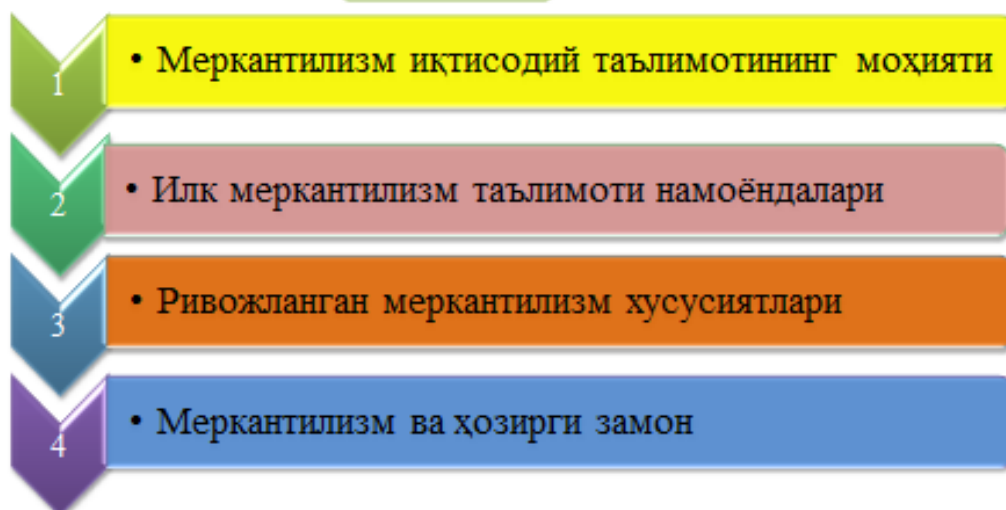 1
• Меркантилизм иқтисодий таълимотининг моҳияти
2
• Илк меркантилизм таълимоти намоёндалари
3
• Ривожланган меркантилизм хусусиятлари
4
• Меркантилизм ва ҳозирги замон